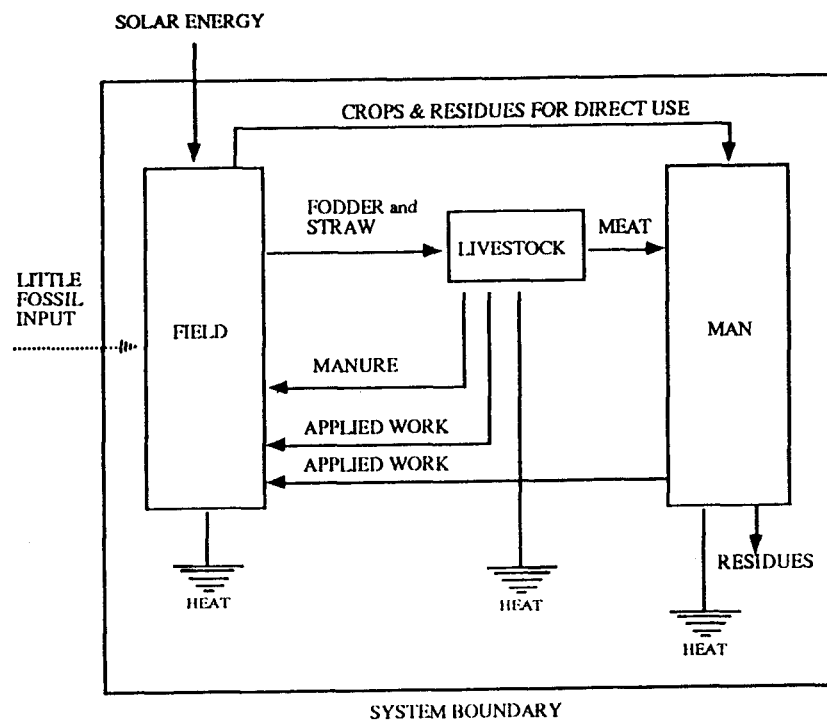 SOLAR ENERGY
CROPS & RESIDUES FOR DIRECT USE
FODDER and
STRAW
LIVESTOCK
MEAT
LITTLE
FOSSIL
INPUT
FIELD
MAN
MANURE
APPLIED WORK
APPLIED WORK
RESIDUES
HEAT
HEAT
HEAT
SYSTEM BOUNDARY